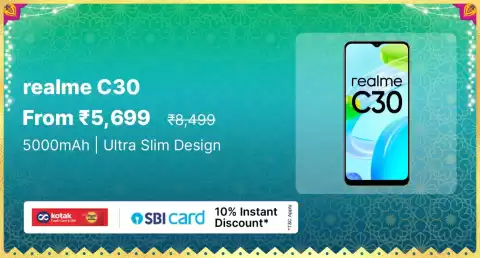 realme C30
From ₹5,699 ₹8,499
5000mAh | Ultra Slim Design
realme
C30
kotak
SBI card
10% Instant
Discount*
*T&C Apply